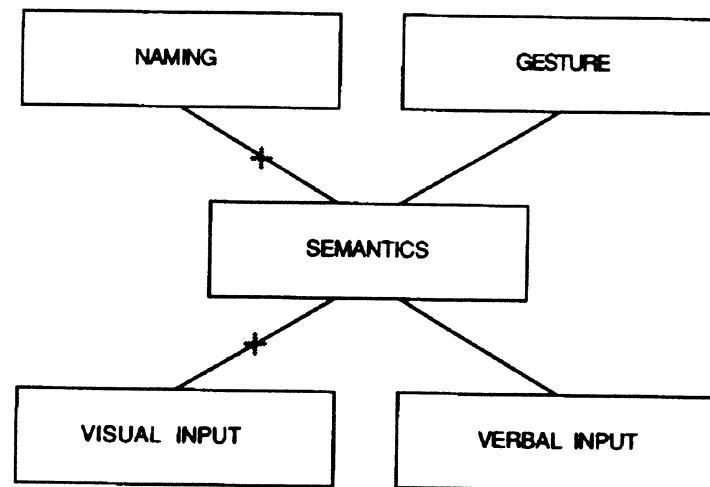 NAMING
GESTURE
SEMANTICS
VISUAL INPUT
VERBAL INPUT